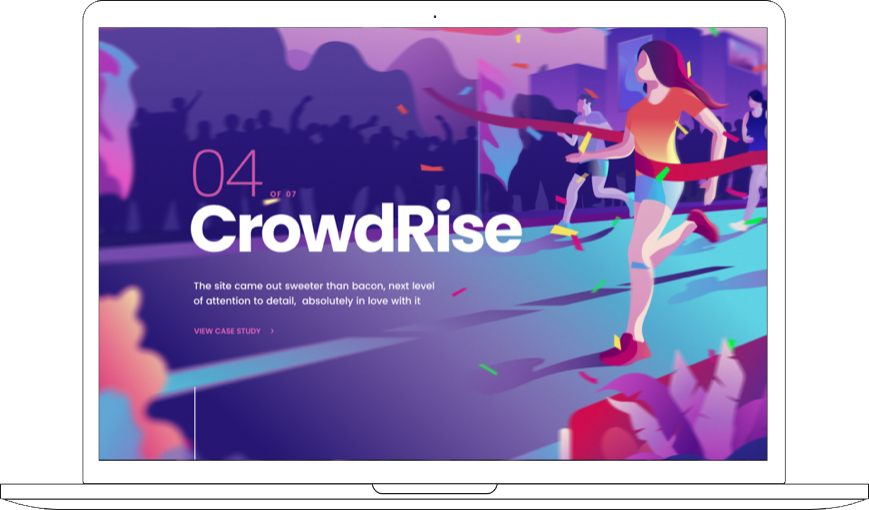 04
OF 07
CrowdRise
The site came out sweeter than bacon, next level
of attention to detail, absolutely in love with it
VIEW CASE STUDY >